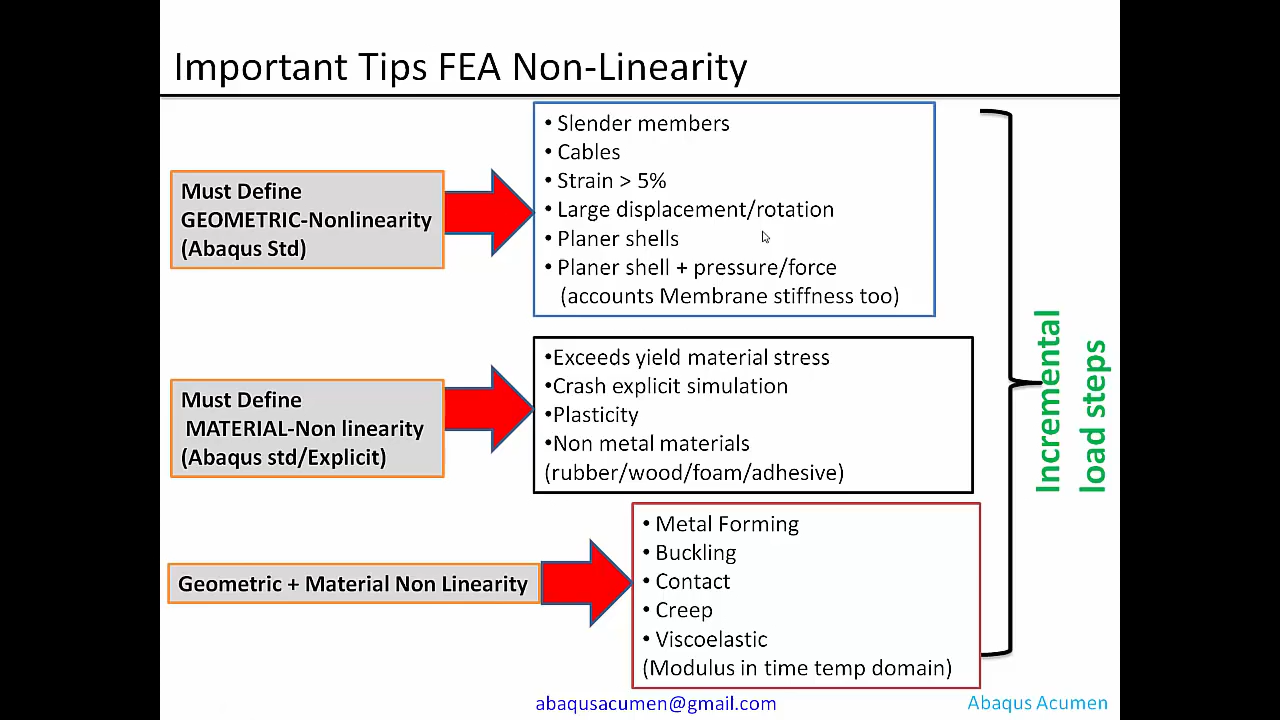 Important Tips FEA Non-Linearity
Must Define
GEOMETRIC-Nonlinearity
(Abaqus Std)
• Slender members
• Cables
• Strain > 5%
• Large displacement/rotation
• Planer shells
• Planer shell + pressure/force
(accounts Membrane stiffness too)
Must Define
MATERIAL-Non linearity
(Abaqus std/Explicit)
•Exceeds yield material stress
•Crash explicit simulation
•Plasticity
•Non metal materials
(rubber/wood/foam/adhesive)
Geometric + Material Non Linearity
• Metal Forming
• Buckling
• Contact
• Creep
• Viscoelastic
(Modulus in time temp domain)
Incremental
load steps
abaqusacumen@gmail.com
Abaqus Acumen